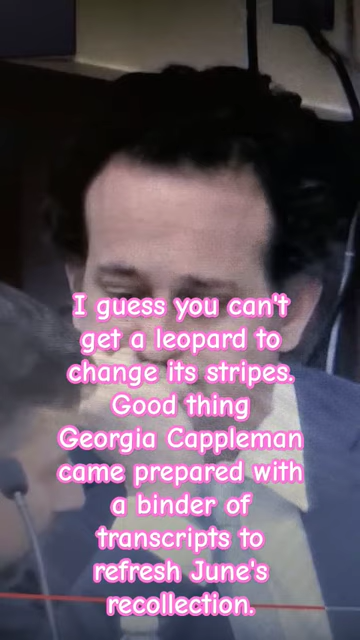 I guess you can't
get a leopard to
change its stripes.
Good thing
Georgia Cappleman
came prepared with
a binder of
transcripts to
refresh June's
recollection.